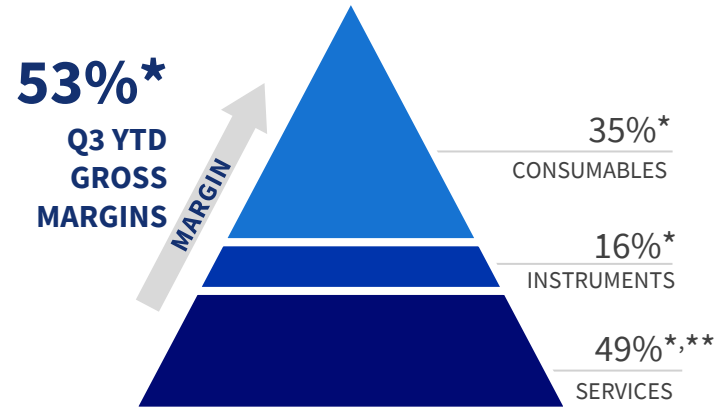 53%*
Q3 YTD
GROSS
MARGINS
MARGIN
35%*
CONSUMABLES
16%*
INSTRUMENTS
49%*,**
SERVICES